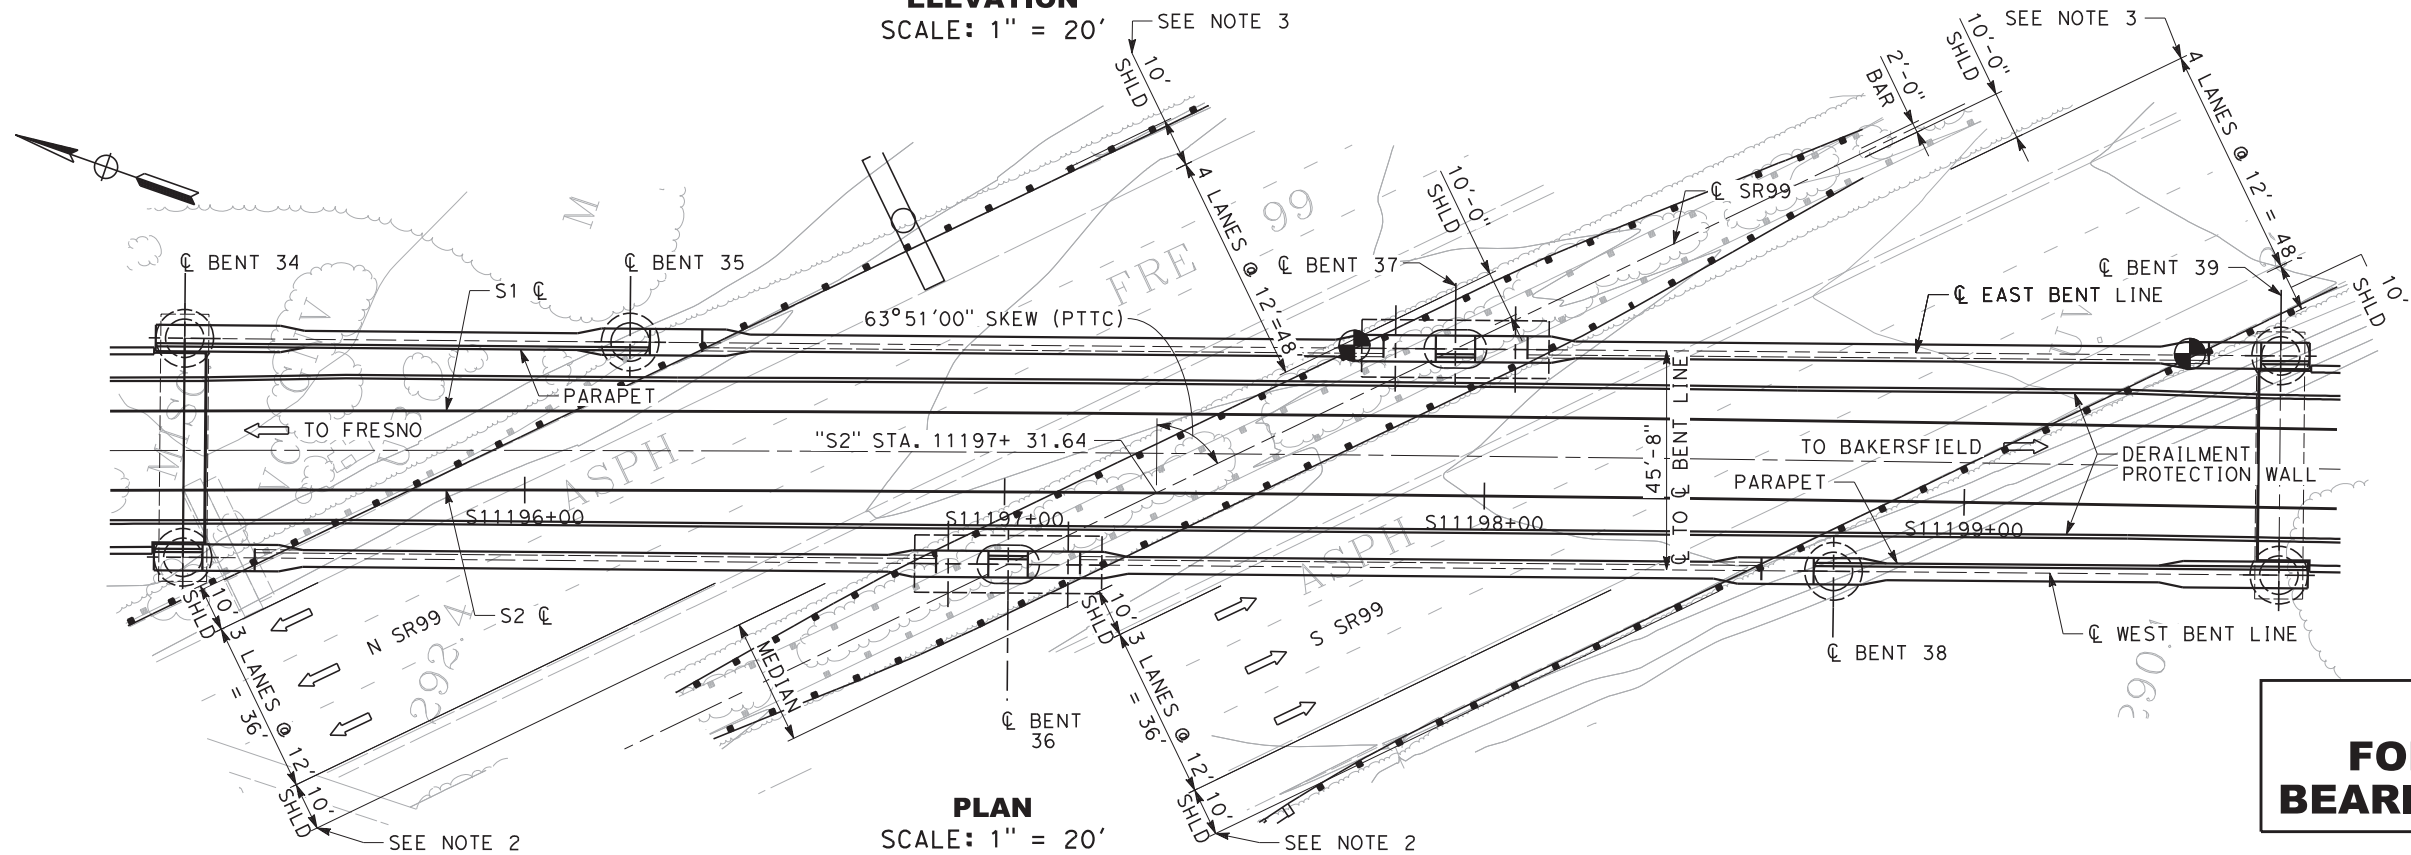 ELEVATION
SCALE: 1" = 20'
SEE NOTE 3
SEE NOTE 3
10'
SHLD
4 LANES @ 12'=48'
10'-0"
SHLD
2'-0"
BAR
10'-0"
SHLD
4 LANES @ 12' = 48'
10'
SHLD
℄ SR99
FRE 99
M
℄ BENT 34
℄ BENT 35
℄ BENT 37
℄ BENT 39
S1 ℄
℄ EAST BENT LINE
63°51'00" SKEW (PTTC)
PARAPET
TO FRESNO
"S2" STA. 11197+ 31.64
45'-8"
℄ TO ℄ BENT LINE
TO BAKERSFIELD
DERAILMENT
PROTECTION WALL
PARAPET
ASPH
ASPH
S11196+00
S11197+00
S11198+00
S11199+00
S2 ℄
N SR99
S SR99
292.4
10'
SHLD
3 LANES @ 12'
= 36'
10'
SHLD
MEDIAN
10'
SHLD
3 LANES @ 12'
= 36'
10'
SHLD
℄ BENT
36
℄ BENT 38
℄ WEST BENT LINE
SEE NOTE 2
SEE NOTE 2
PLAN
SCALE: 1" = 20'